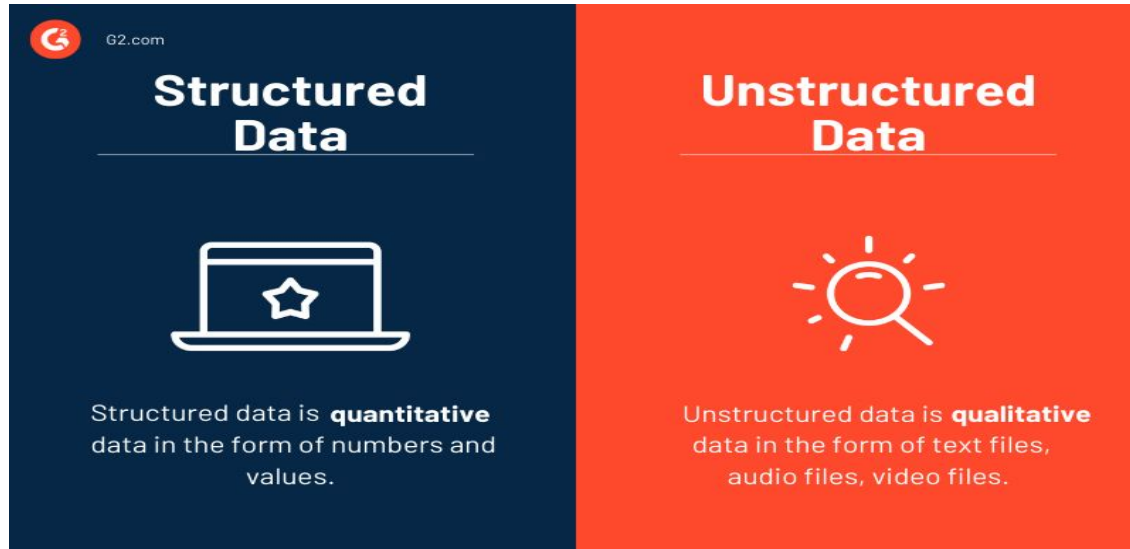 G2
G2.com
Structured
Data
Structured data is quantitative
data in the form of numbers and
values.
Unstructured
Data
Unstructured data is qualitative
data in the form of text files,
audio files, video files.